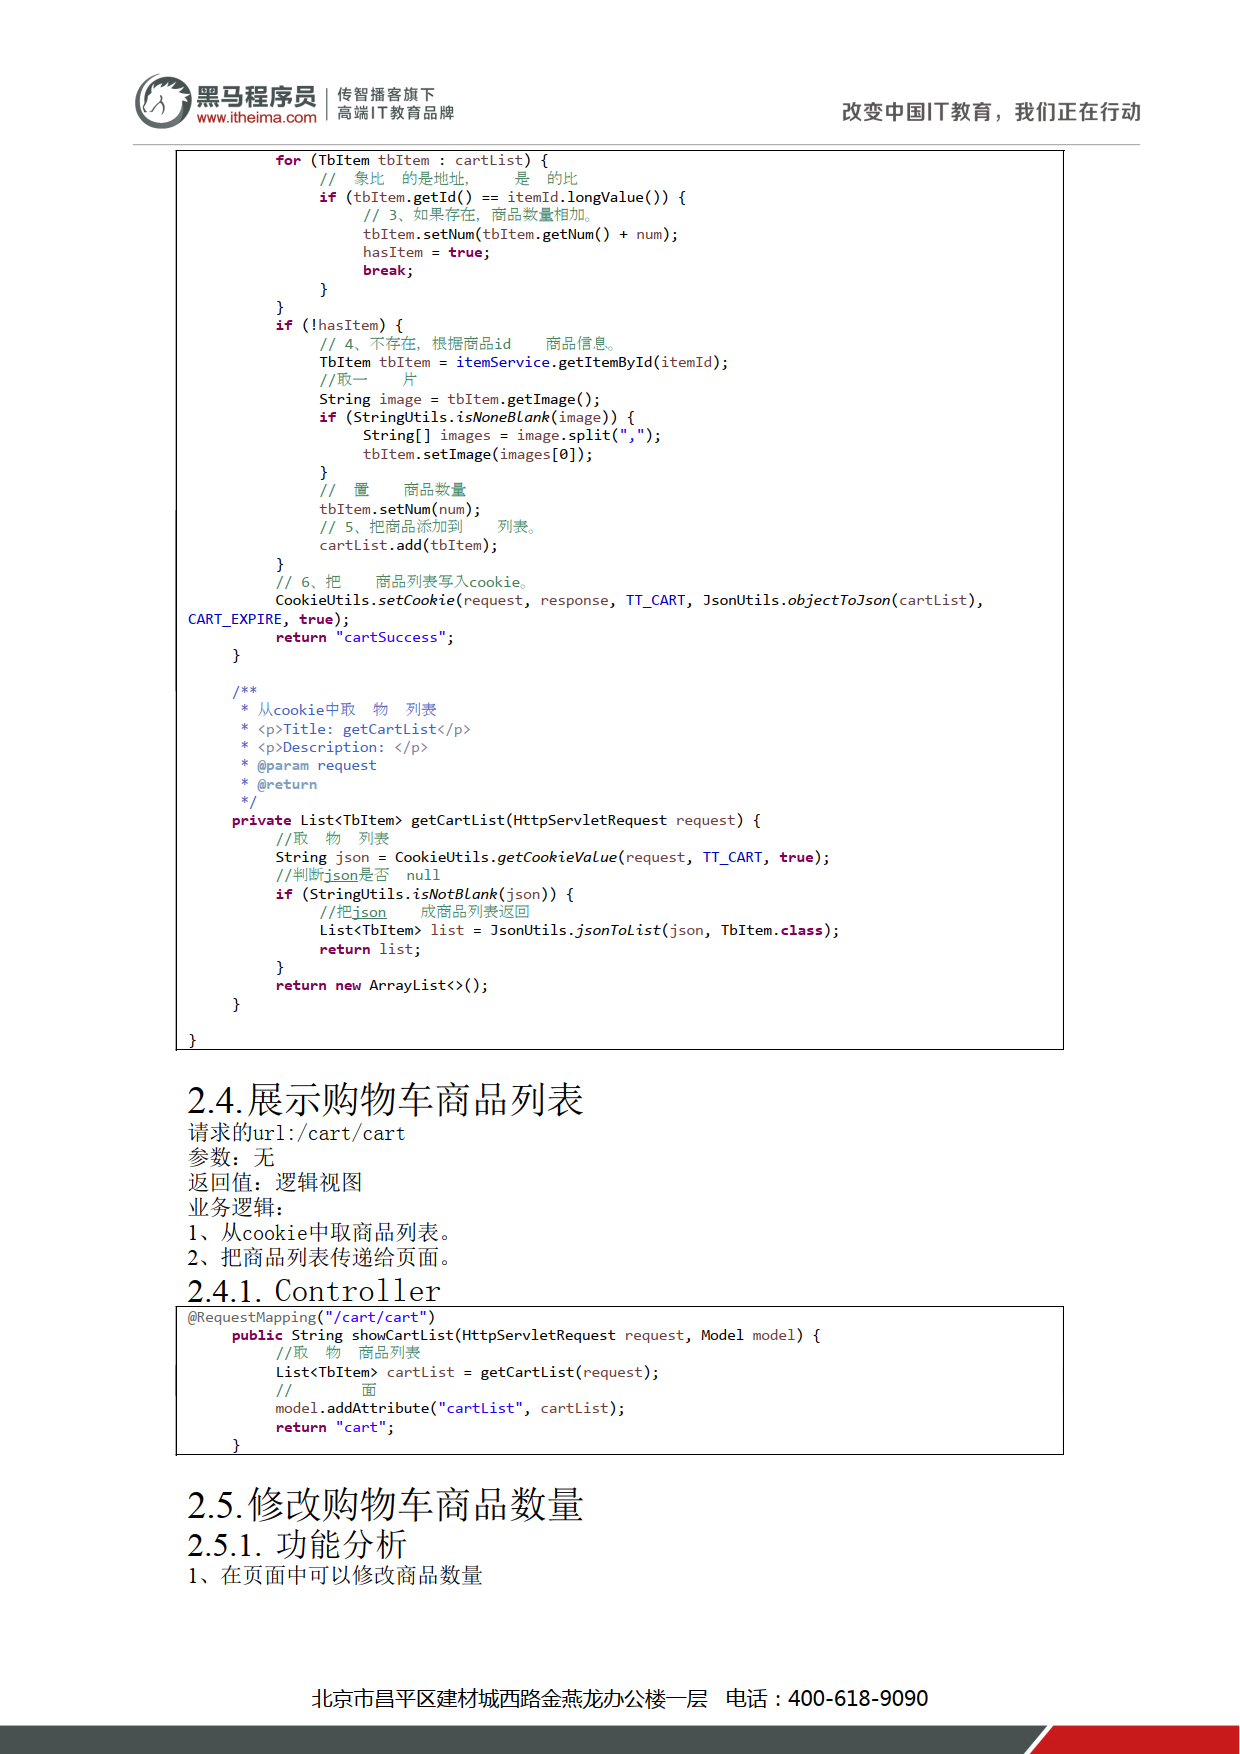 黑马程序员
www.itheima.com
传智播客旗下
高端IT教育品牌
改变中国IT教育，我们正在行动
for (TbItem tbItem : cartList) {
// 象比 的是地址， 是 的比
if (tbItem.getId() == itemId.longValue()) {
// 3、如果存在，商品数量相加。
tbItem.setNum(tbItem.getNum() + num);
hasItem = true;
break;
}
}
if (!hasItem) {
// 4、不存在，根据商品id 商品信息。
TbItem tbItem = itemService.getItemById(itemId);
//取一 片
String image = tbItem.getImage();
if (StringUtils.isNoneBlank(image)) {
String[] images = image.split(",");
tbItem.setImage(images[0]);
}
// 置 商品数量
tbItem.setNum(num);
// 5、把商品添加到 列表。
cartList.add(tbItem);
}
// 6、把 商品列表写入cookie。
CookieUtils.setCookie(request, response, TT_CART, JsonUtils.objectToJson(cartList),
CART_EXPIRE, true);
return "cartSuccess";
}
/**
* 从cookie中取 物 列表
* <p>Title: getCartList</p>
* <p>Description: </p>
* @param request
* @return
*/
private List<TbItem> getCartList(HttpServletRequest request) {
//取 物 列表
String json = CookieUtils.getCookieValue(request, TT_CART, true);
//判断json是否 null
if (StringUtils.isNotBlank(json)) {
//把json 成商品列表返回
List<TbItem> list = JsonUtils.jsonToList(json, TbItem.class);
return list;
}
return new ArrayList<>();
}
}
2.4.展示购物车商品列表
请求的url:/cart/cart
参数：无
返回值：逻辑视图
业务逻辑：
1、从cookie中取商品列表。
2、把商品列表传递给页面。
2.4.1. Controller
@RequestMapping("/cart/cart")
public String showCartList(HttpServletRequest request, Model model) {
//取 物 商品列表
List<TbItem> cartList = getCartList(request);
// 面
model.addAttribute("cartList", cartList);
return "cart";
}
2.5.修改购物车商品数量
2.5.1. 功能分析
1、在页面中可以修改商品数量
北京市昌平区建材城西路金燕龙办公楼一层 电话：400-618-9090